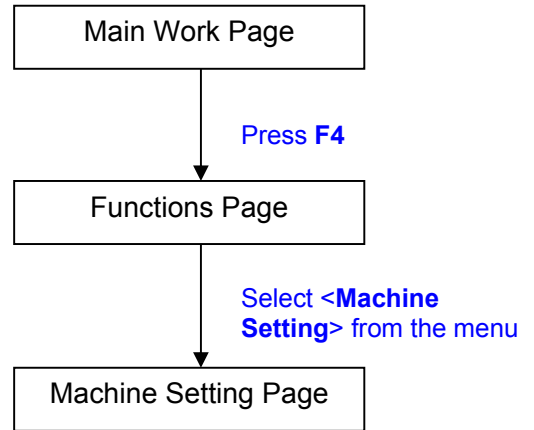 Main Work Page
Press F4
Functions Page
Select <Machine
Setting> from the menu
Machine Setting Page